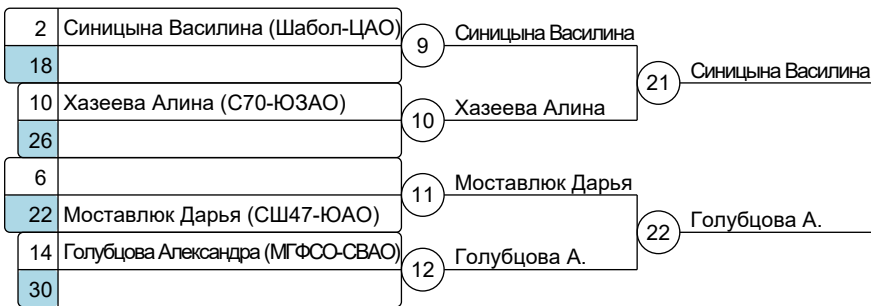 2 Синицына Василина (Шабол-ЦАО)
18
9
Синицына Василина
10 Хазеева Алина (С70-ЮЗАО)
26
10
Хазеева Алина
21
Синицына Василина
6
22 Моставлюк Дарья (СШ47-ЮАО)
11
Моставлюк Дарья
14 Голубцова Александра (МГФСО-СВАО)
30
12
Голубцова А.
22
Голубцова А.